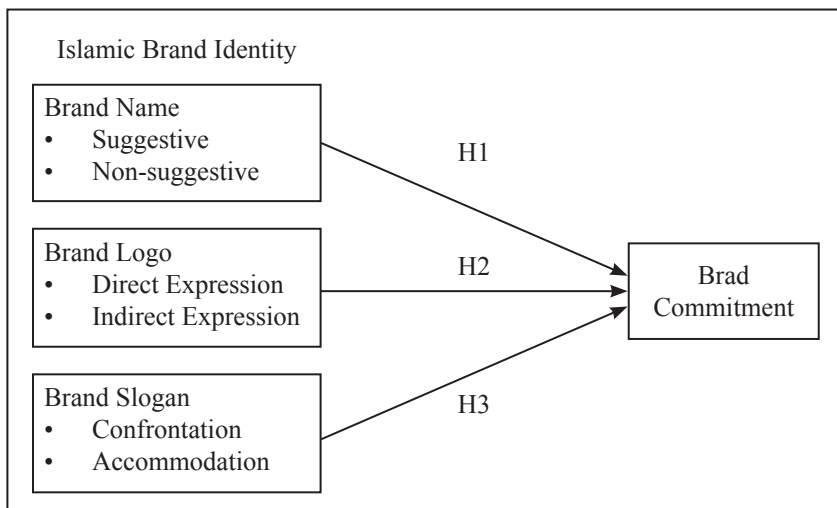 Islamic Brand Identity
Brand Name
• Suggestive
• Non-suggestive
H1
Brand Logo
• Direct Expression
• Indirect Expression
H2
Brad
Commitment
Brand Slogan
• Confrontation
• Accommodation
H3